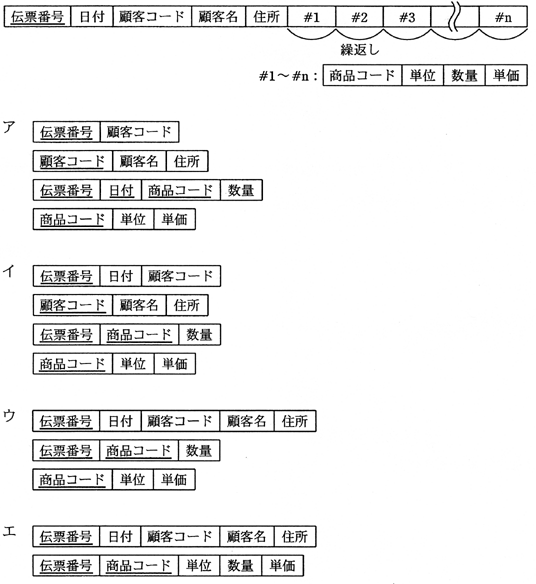 伝票番号 日付 顧客コード 顧客名 住所 #1 #2 #3 #n
繰返し
#1~#n: 商品コード 単位 数量 単価
ア
伝票番号 顧客コード
顧客コード 顧客名 住所
伝票番号 日付 商品コード 数量
商品コード 単位 単価
イ
伝票番号 日付 顧客コード
顧客コード 顧客名 住所
伝票番号 商品コード 数量
商品コード 単位 単価
ウ
伝票番号 日付 顧客コード 顧客名 住所
伝票番号 商品コード 数量
商品コード 単位 単価
エ
伝票番号 日付 顧客コード 顧客名 住所
伝票番号 商品コード 単位 数量 単価